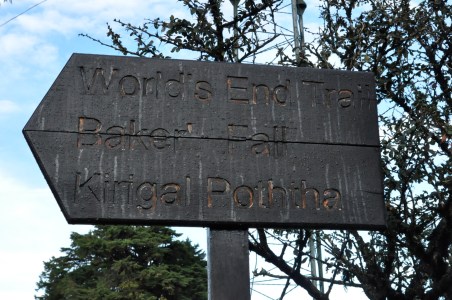 World's End Trail
Baker's Fall
Kirigal Poththa